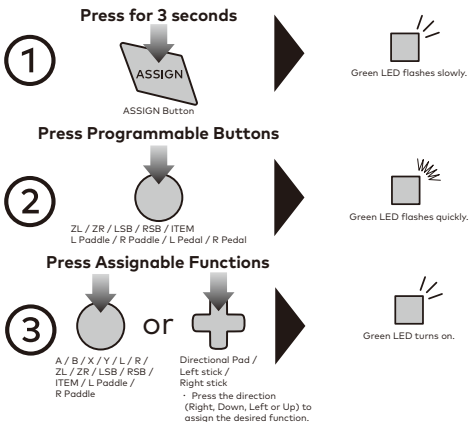 Press for 3 seconds
1
ASSIGN
ASSIGN Button
Green LED flashes slowly.
Press Programmable Buttons
2
ZL / ZR / LSB / RSB / ITEM
L Paddle / R Paddle / L Pedal / R Pedal
Green LED flashes quickly.
Press Assignable Functions
3
or
A / B / X / Y / L / R /
ZL / ZR / LSB / RSB /
ITEM / L Paddle /
R Paddle
Directional Pad /
Left stick /
Right stick
・ Press the direction
(Right, Down, Left or Up) to
assign the desired function.
Green LED turns on.